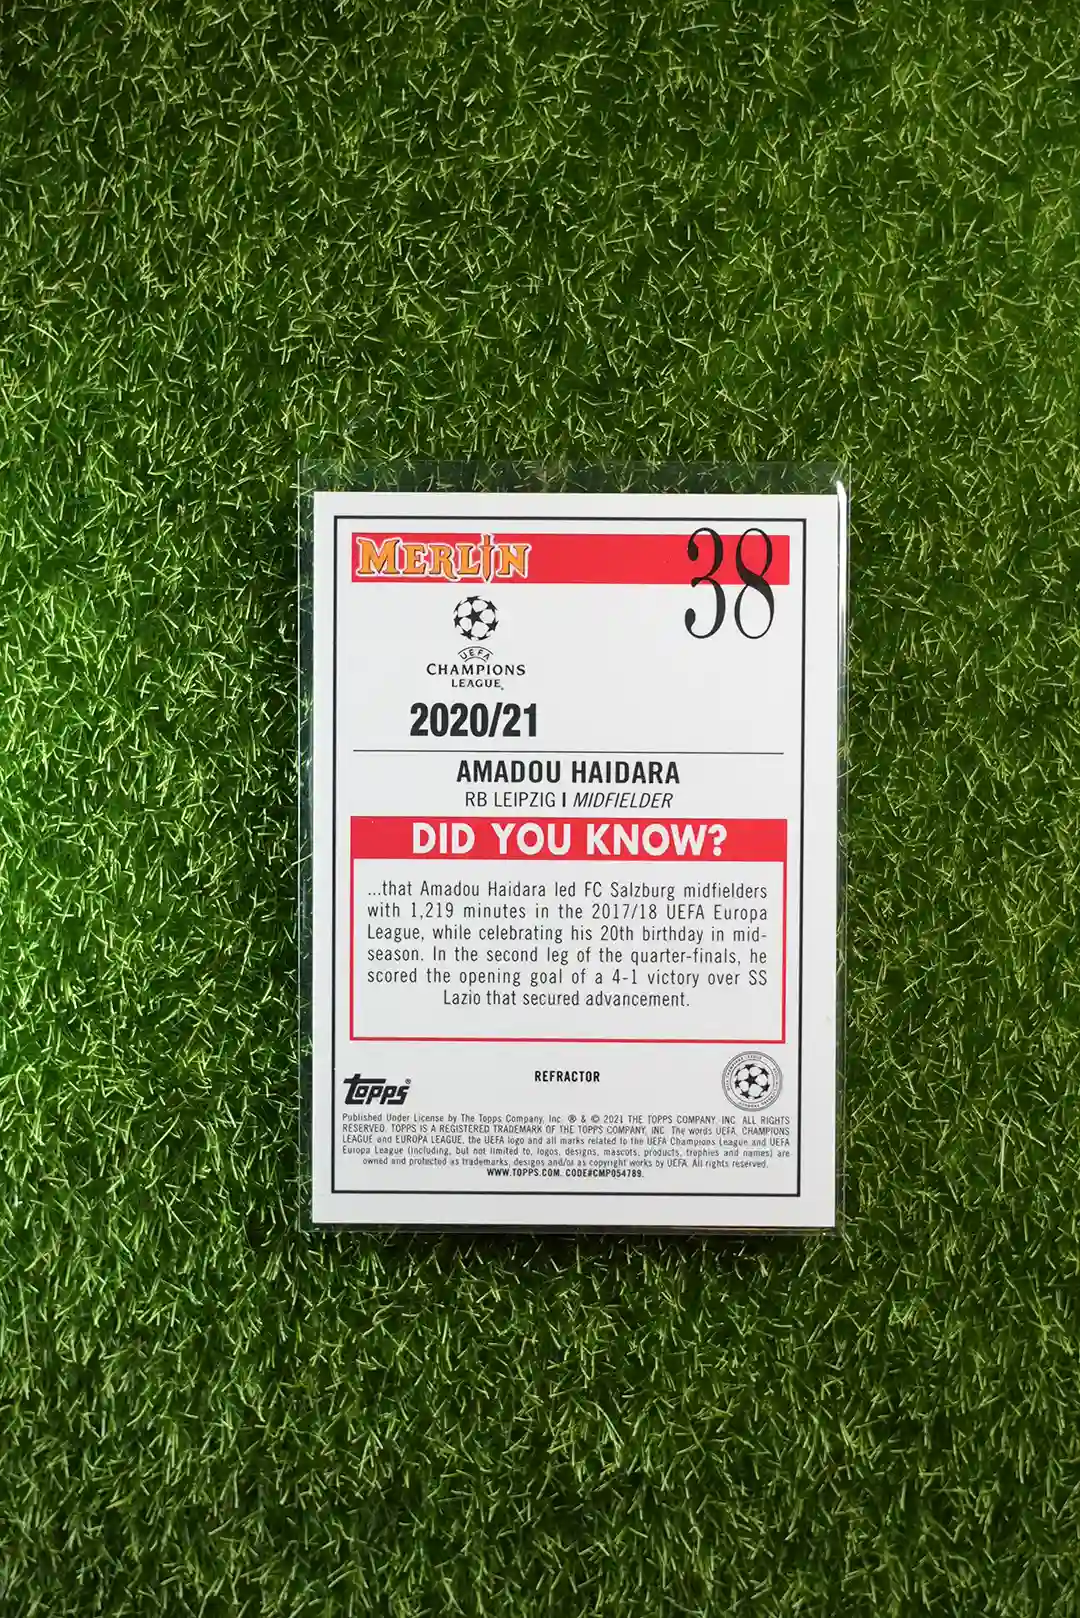 MERLIN
38
UEFA
CHAMPIONS
LEAGUE
2020/21
AMADOU HAIDARA
RB LEIPZIG | MIDFIELDER
DID YOU KNOW?
...that Amadou Haidara led FC Salzburg midfielders
with 1,219 minutes in the 2017/18 UEFA Europa
League, while celebrating his 20th birthday in mid-
season. In the second leg of the quarter-finals, he
scored the opening goal of a 4-1 victory over SS
Lazio that secured advancement.
REFRACTOR
topps®
Published Under License by The Topps Company, Inc. ® & © 2021 THE TOPPS COMPANY, INC. ALL RIGHTS
RESERVED. TOPPS IS A REGISTERED TRADEMARK OF THE TOPPS COMPANY, INC. The words UEFA, CHAMPIONS
LEAGUE and EUROPA LEAGUE, the UEFA logo and all marks related to the UEFA Champions League and UEFA
Europa League (including, but not limited to, logos, designs, mascots, products, trophies and names) are
owned and protected as trademarks, designs and/or as copyright works by UEFA. All rights reserved.
WWW.TOPPS.COM. CODE#CMP054789.